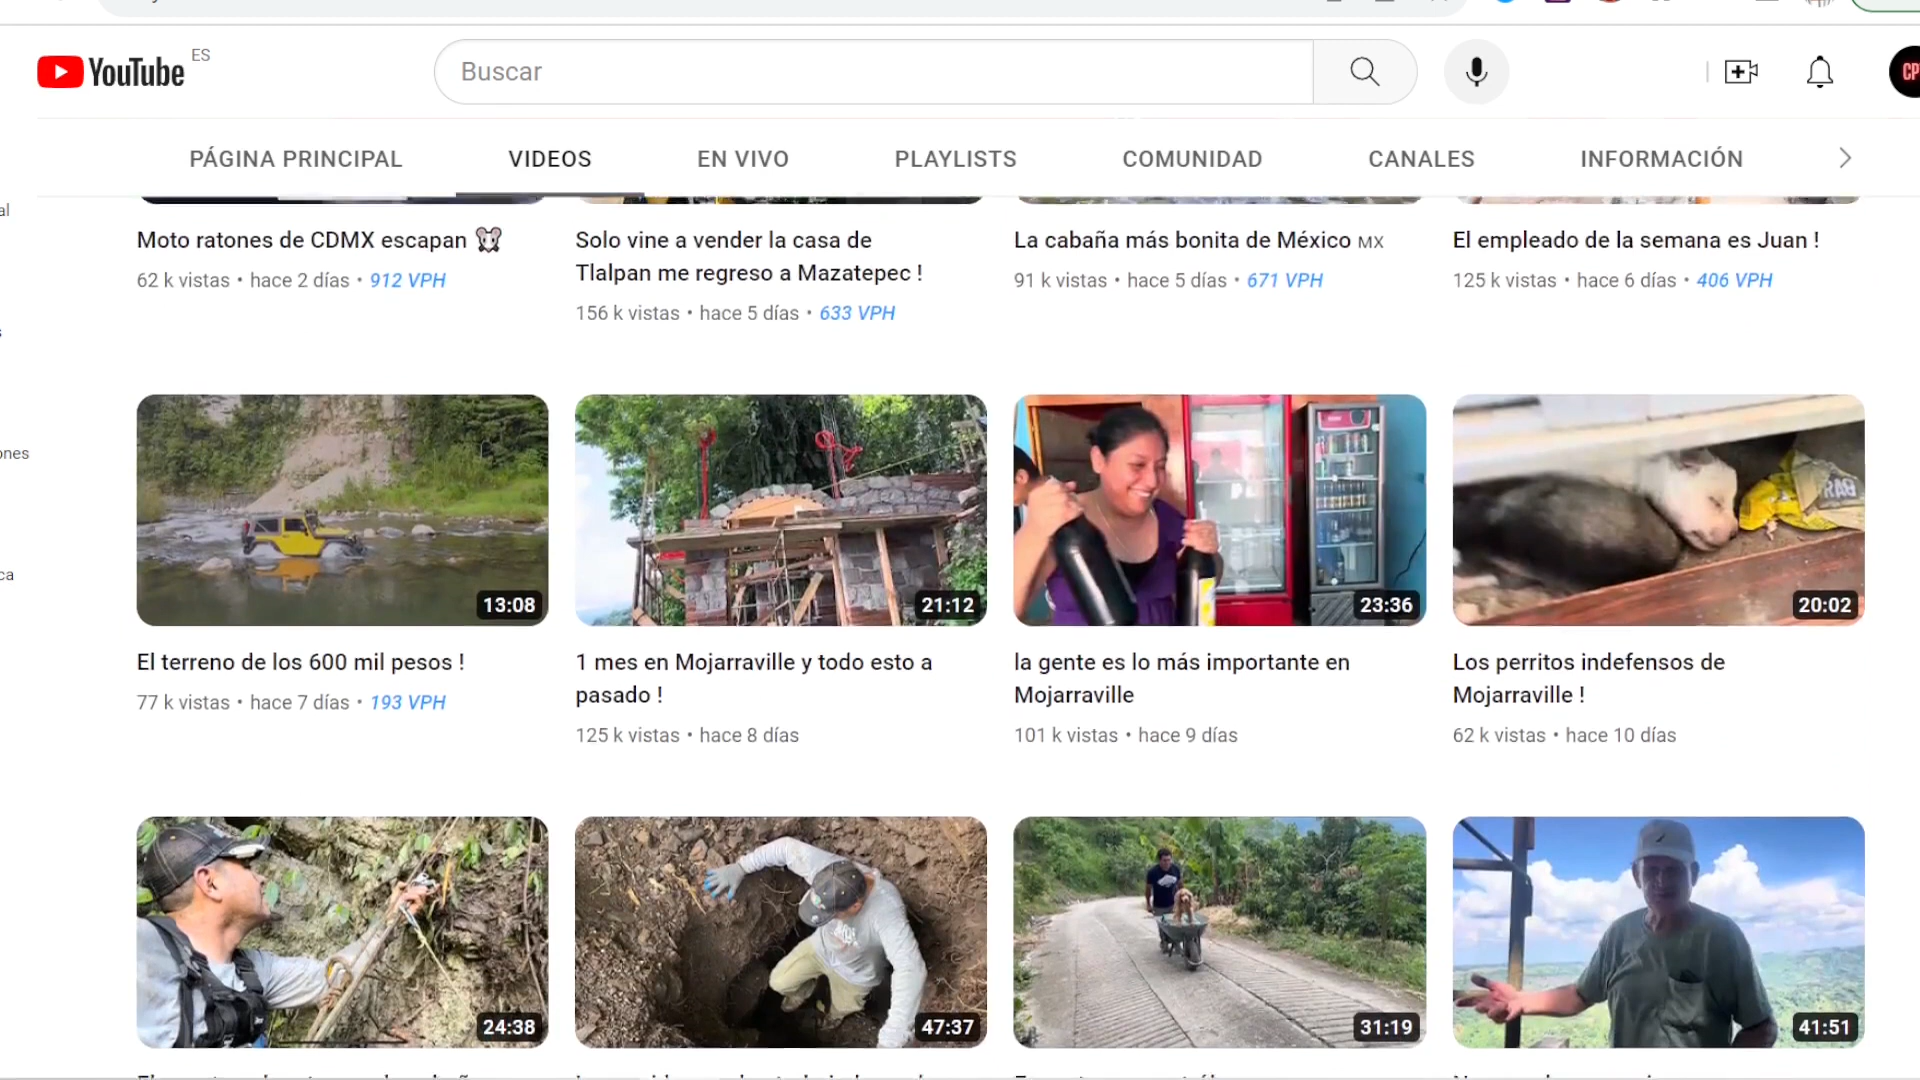 YouTube ES
Buscar
CP
PÁGINA PRINCIPAL VIDEOS EN VIVO PLAYLISTS COMUNIDAD CANALES INFORMACIÓN
al
Moto ratones de CDMX escapan 🐭
62 k vistas • hace 2 días • 912 VPH
Solo vine a vender la casa de
Tlalpan me regreso a Mazatepec !
156 k vistas • hace 5 días • 633 VPH
La cabaña más bonita de México MX
91 k vistas • hace 5 días • 671 VPH
El empleado de la semana es Juan !
125 k vistas • hace 6 días • 406 VPH
s
ones
ca
13:08
El terreno de los 600 mil pesos !
77 k vistas • hace 7 días • 193 VPH
21:12
1 mes en Mojarraville y todo esto a
pasado !
125 k vistas • hace 8 días
23:36
la gente es lo más importante en
Mojarraville
101 k vistas • hace 9 días
20:02
Los perritos indefensos de
Mojarraville !
62 k vistas • hace 10 días
24:38
47:37
31:19
41:51